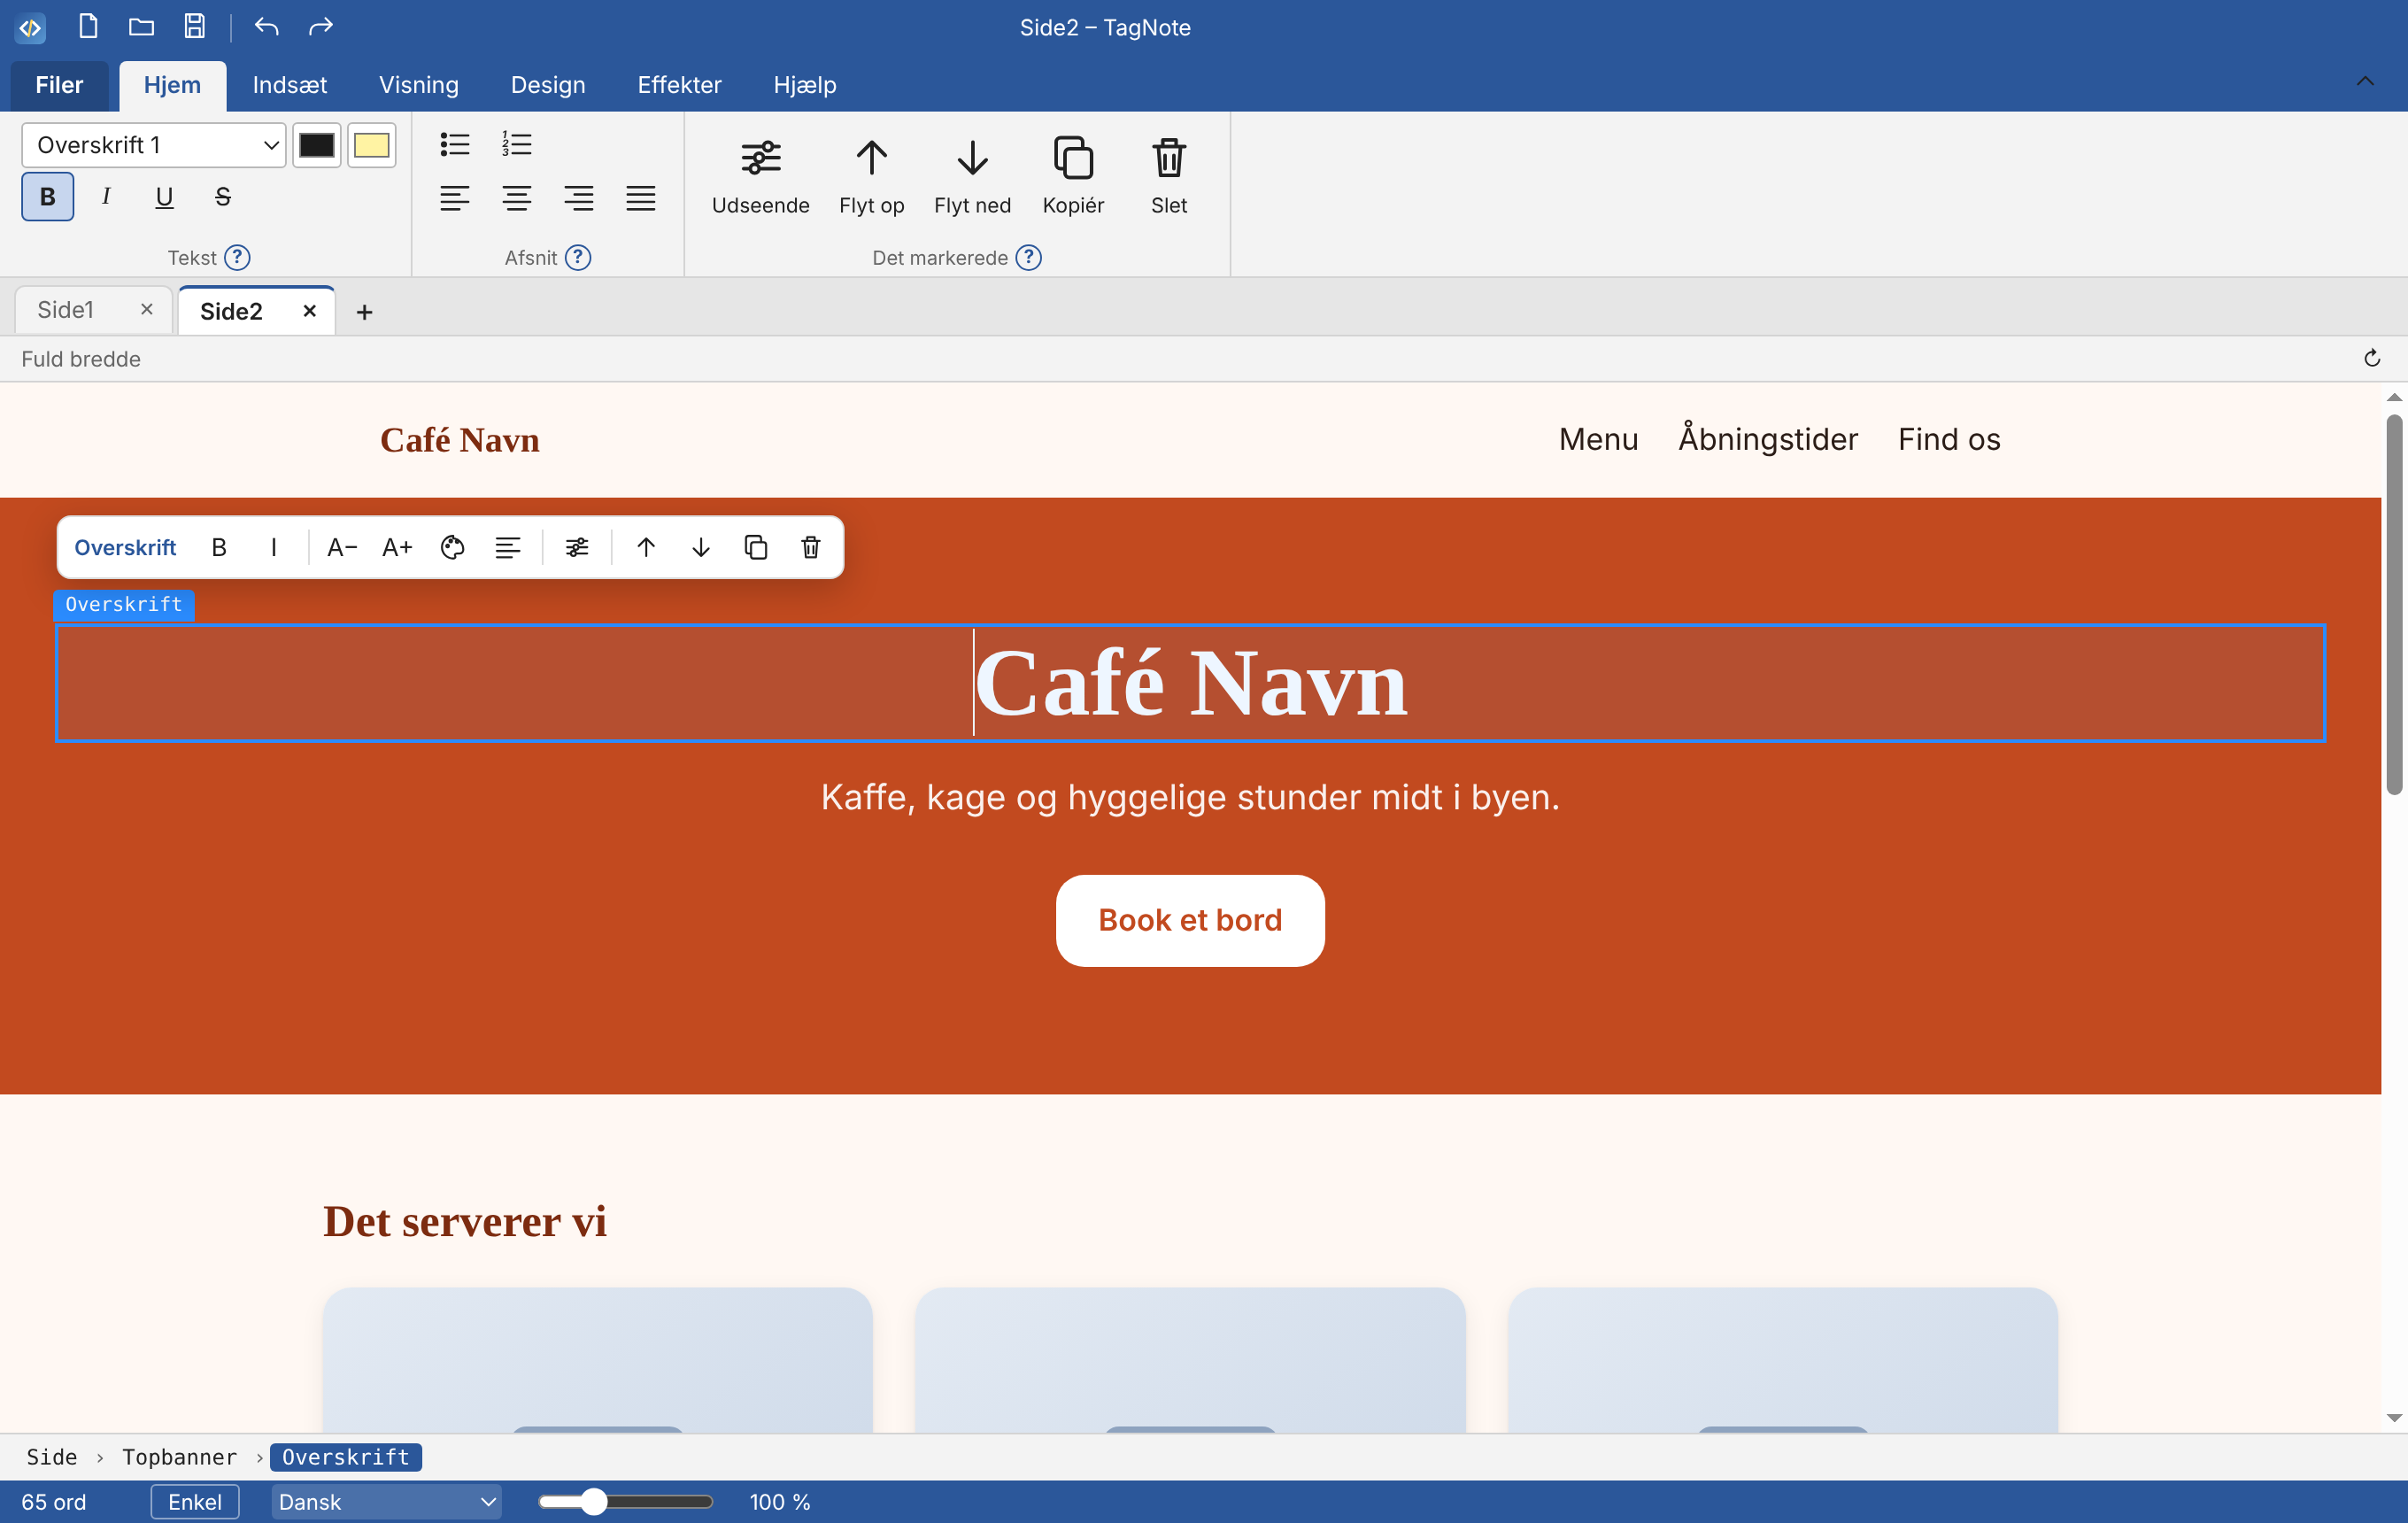 Side2 – TagNote
Filer Hjem Indsæt Visning Design Effekter Hjælp
Overskrift 1
B I U S
Udseende Flyt op Flyt ned Kopiér Slet
Tekst ? Afsnit ? Det markerede ?
Side1 × Side2 × +
Fuld bredde
Café Navn Menu Åbningstider Find os
Overskrift B I A− A+
Overskrift
Café Navn
Kaffe, kage og hyggelige stunder midt i byen.
Book et bord
Det serverer vi
Side › Topbanner › Overskrift
65 ord Enkel Dansk 100 %